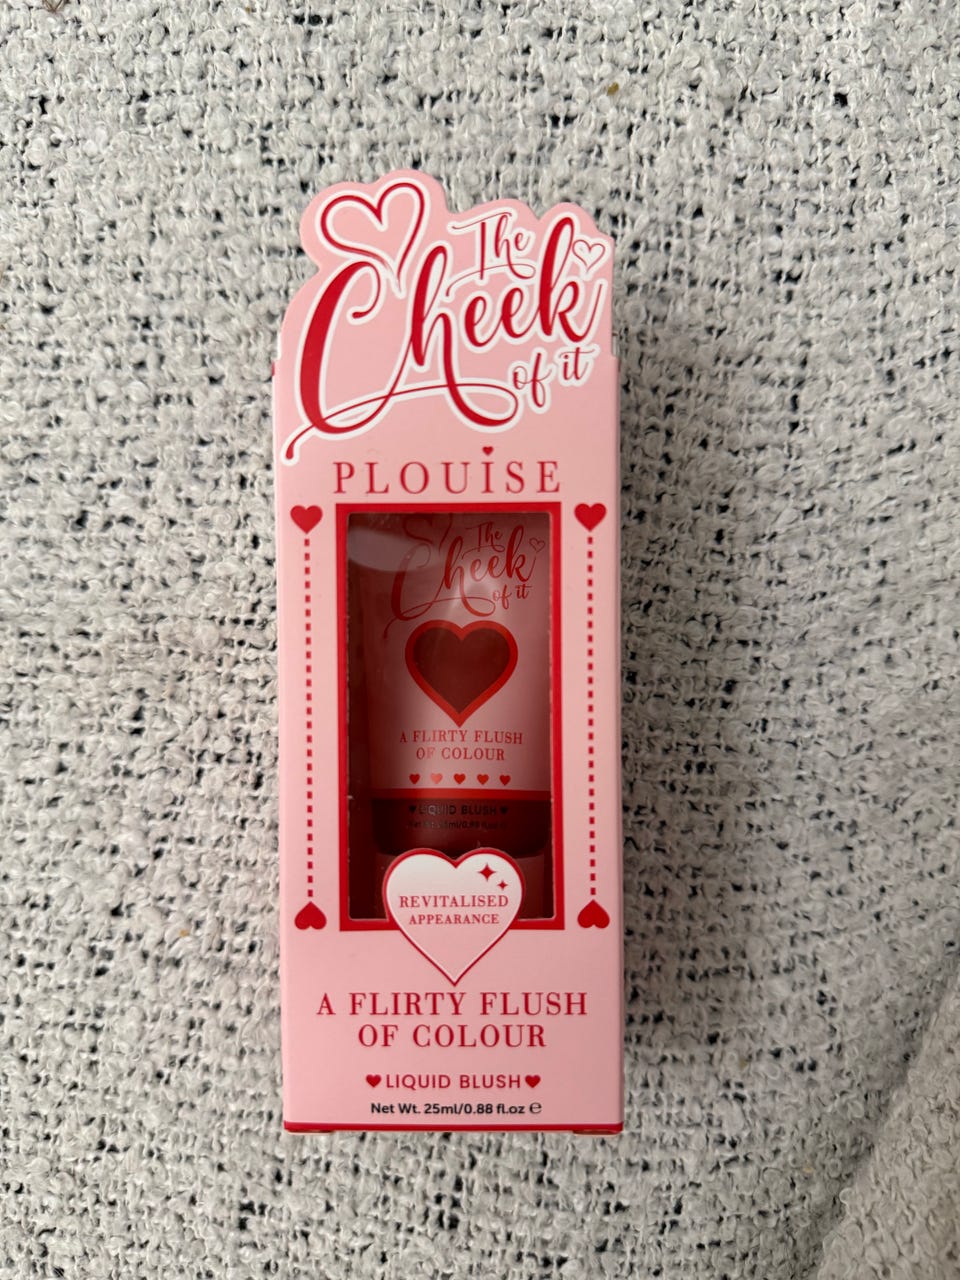 The
Cheek
of it
PLOUISE
The
Cheek
of it
A FLIRTY FLUSH
OF COLOUR
LIQUID BLUSH
REVITALISED
APPEARANCE
A FLIRTY FLUSH
OF COLOUR
LIQUID BLUSH
Net Wt. 25ml/0.88 fl.oz ℮